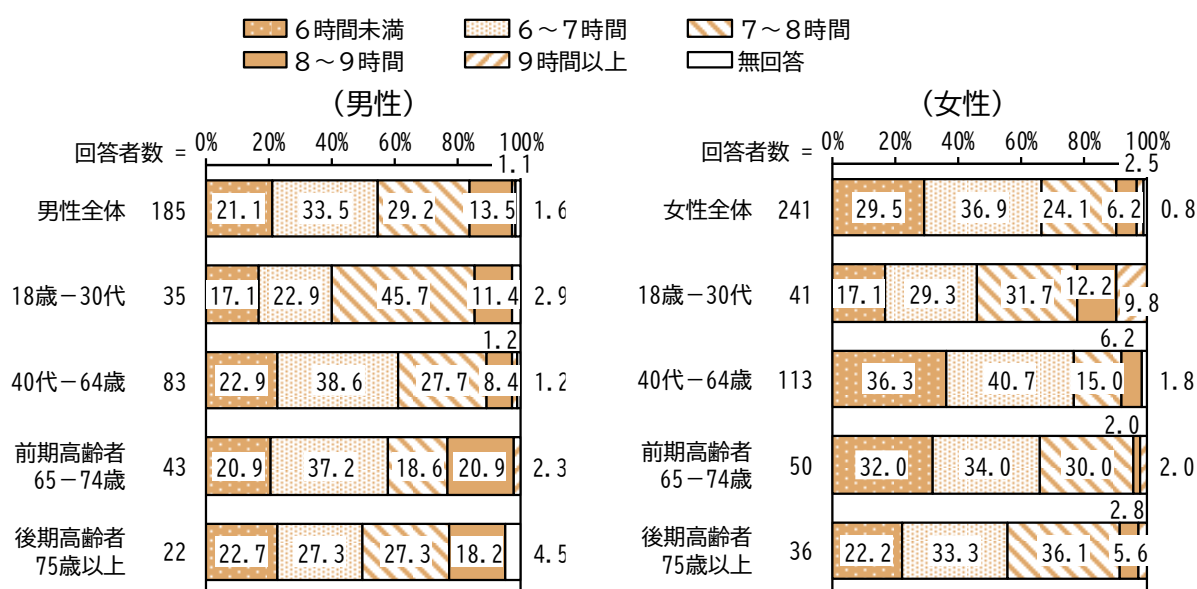 ６時間未満 ６～７時間 ７～８時間
８～９時間 ９時間以上 無回答
（男性）
回答者数 = 0% 20% 40% 60% 80% 100%
1.1
男性全体 185 21.1 33.5 29.2 13.5 1.6
18歳－30代 35 17.1 22.9 45.7 11.4 2.9
1.2
40代－64歳 83 22.9 38.6 27.7 8.4 1.2
前期高齢者
65－74歳 43 20.9 37.2 18.6 20.9 2.3
後期高齢者
75歳以上 22 22.7 27.3 27.3 18.2 4.5
（女性）
回答者数 = 0% 20% 40% 60% 80% 100%
2.5
女性全体 241 29.5 36.9 24.1 6.2 0.8
18歳－30代 41 17.1 29.3 31.7 12.2 9.8
6.2
40代－64歳 113 36.3 40.7 15.0 1.8
2.0
前期高齢者
65－74歳 50 32.0 34.0 30.0 2.0
2.8
後期高齢者
75歳以上 36 22.2 33.3 36.1 5.6